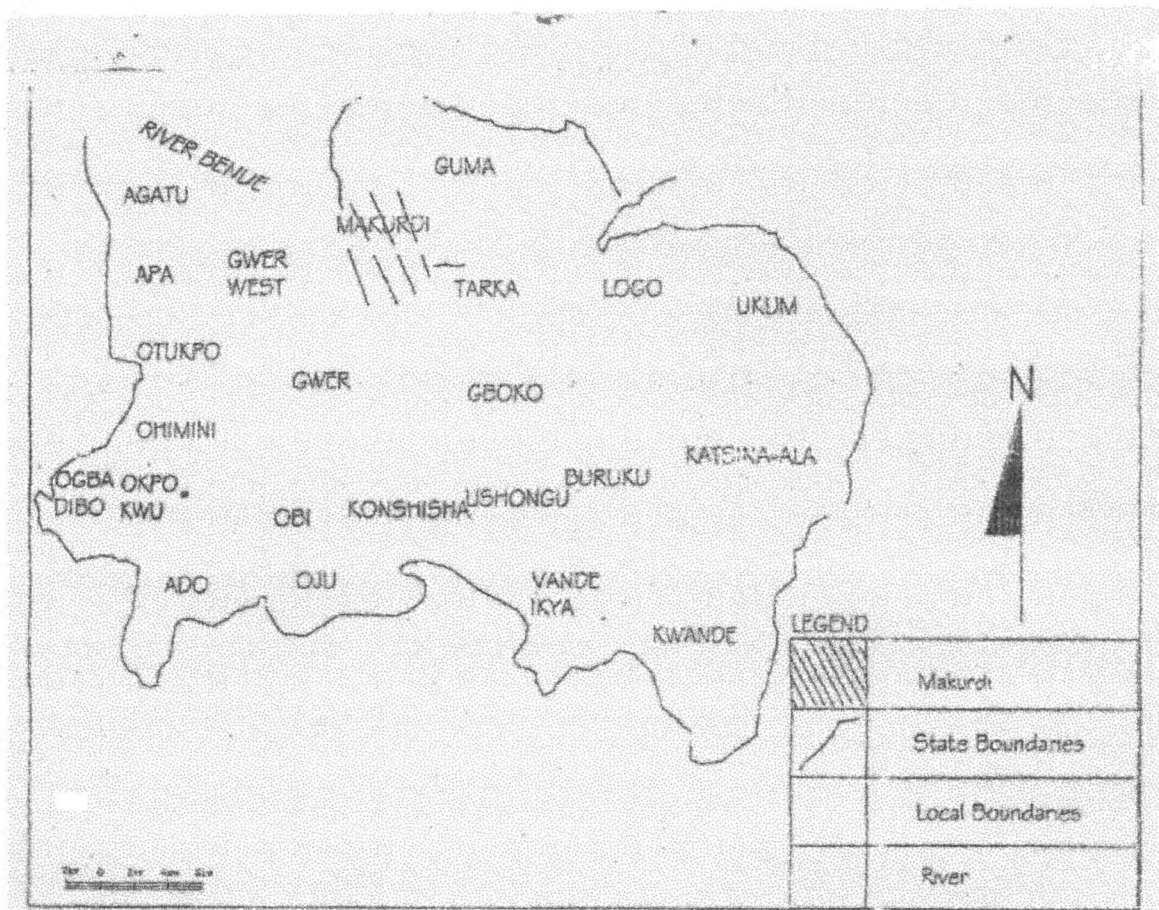 RIVER BENUE
GUMA
AGATU
MAKURDI
APA
GWER
WEST
TARKA
LOGO
UKUM
OTUKPO
GWER
GBOKO
N
OHIMINI
KATSINA-ALA
OGBA
DIBO
OKPO
KWU
OBI
KONSHISHA
USHONGU
BURUKU
ADO
OJU
VANDE
IKYA
KWANDE
LEGEND
Makurdi
State Boundaries
Local Boundaries
River